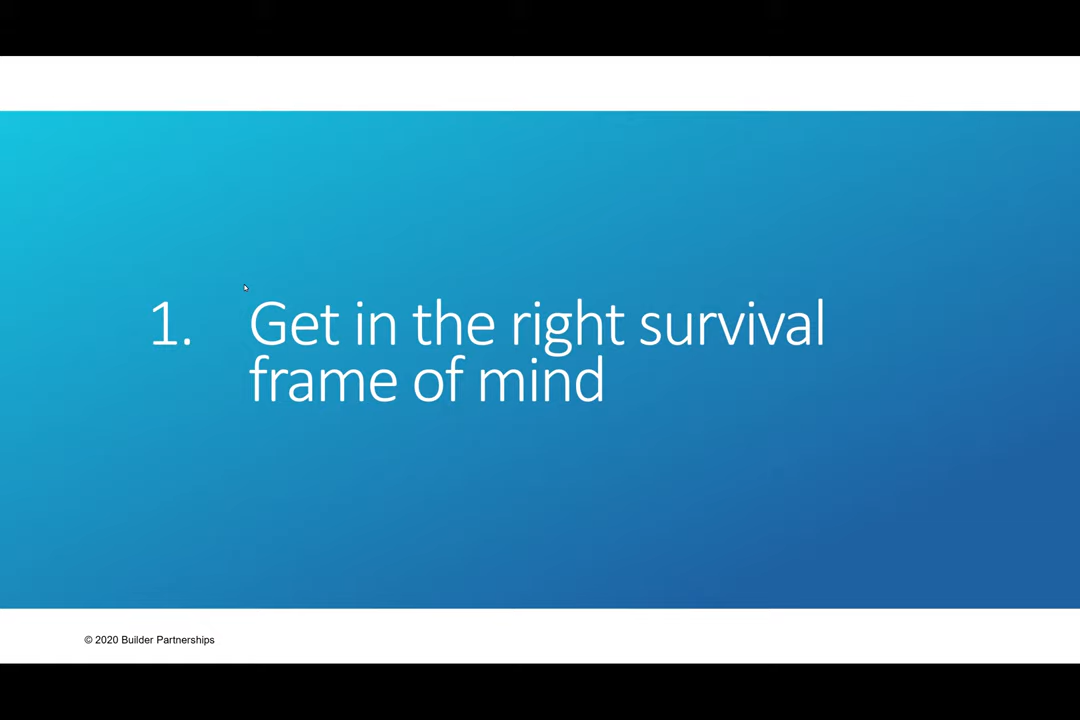 1. Get in the right survival
frame of mind
© 2020 Builder Partnerships